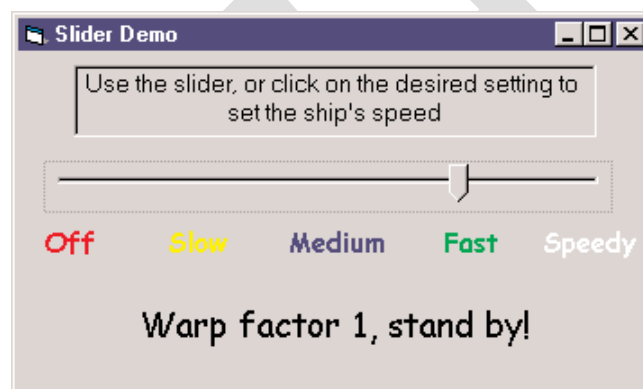 Slider Demo
Use the slider, or click on the desired setting to
set the ship's speed
Off Slow Medium Fast Speedy
Warp factor 1, stand by!